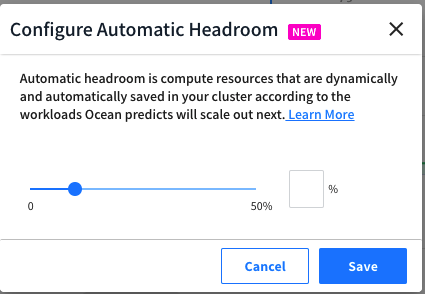 Configure Automatic Headroom NEW
Automatic headroom is compute resources that are dynamically
and automatically saved in your cluster according to the
workloads Ocean predicts will scale out next. Learn More
%
0 50%
Cancel Save